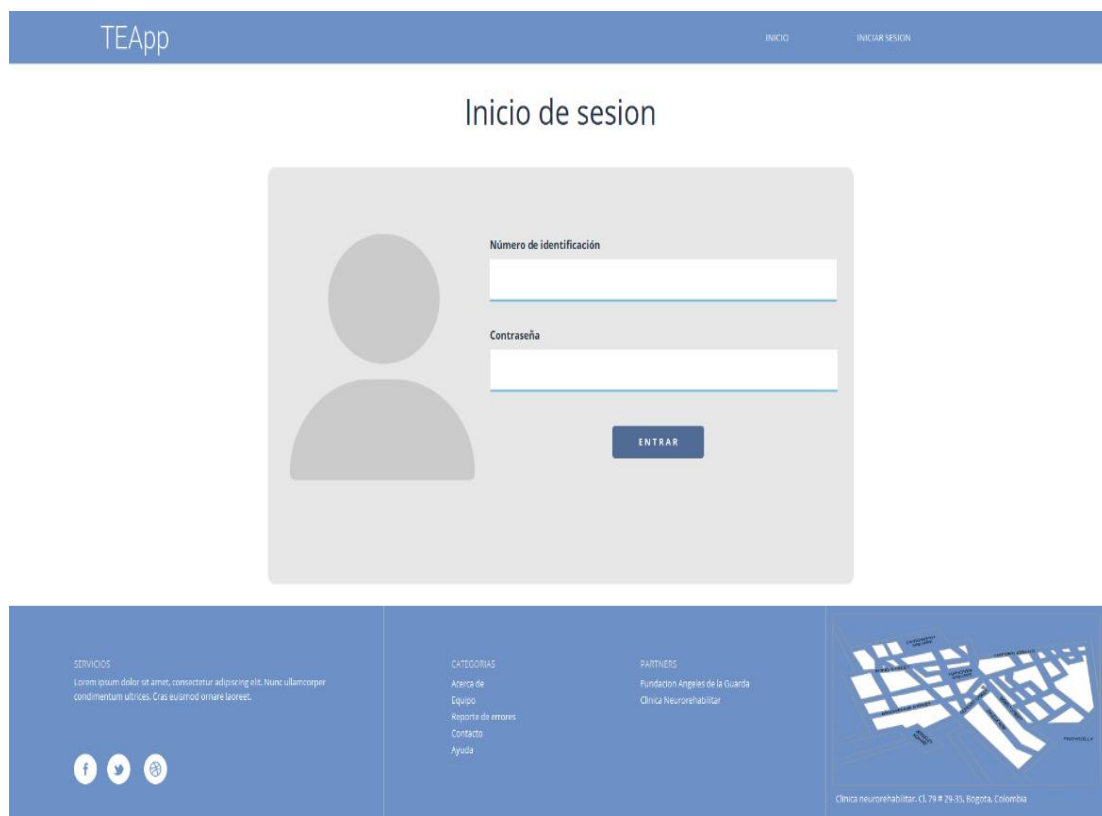 TEApp
INICIO
INICIAR SESION
Inicio de sesion
Número de identificación
Contraseña
ENTRAR
SERVICIOS
Lorem ipsum dolor sit amet, consectetur adipiscing elit. Nunc ullamcorper
condimentum ultrices. Cras euismod ornare laoreet.
CATEGORIAS
Acerca de
Equipo
Reporte de errores
Contacto
Ayuda
PARTNERS
Fundacion Angeles de la Guarda
Clinica Neurorehabilitar
Clinica neurorehabilitar. Cl. 79 # 29-35, Bogota, Colombia